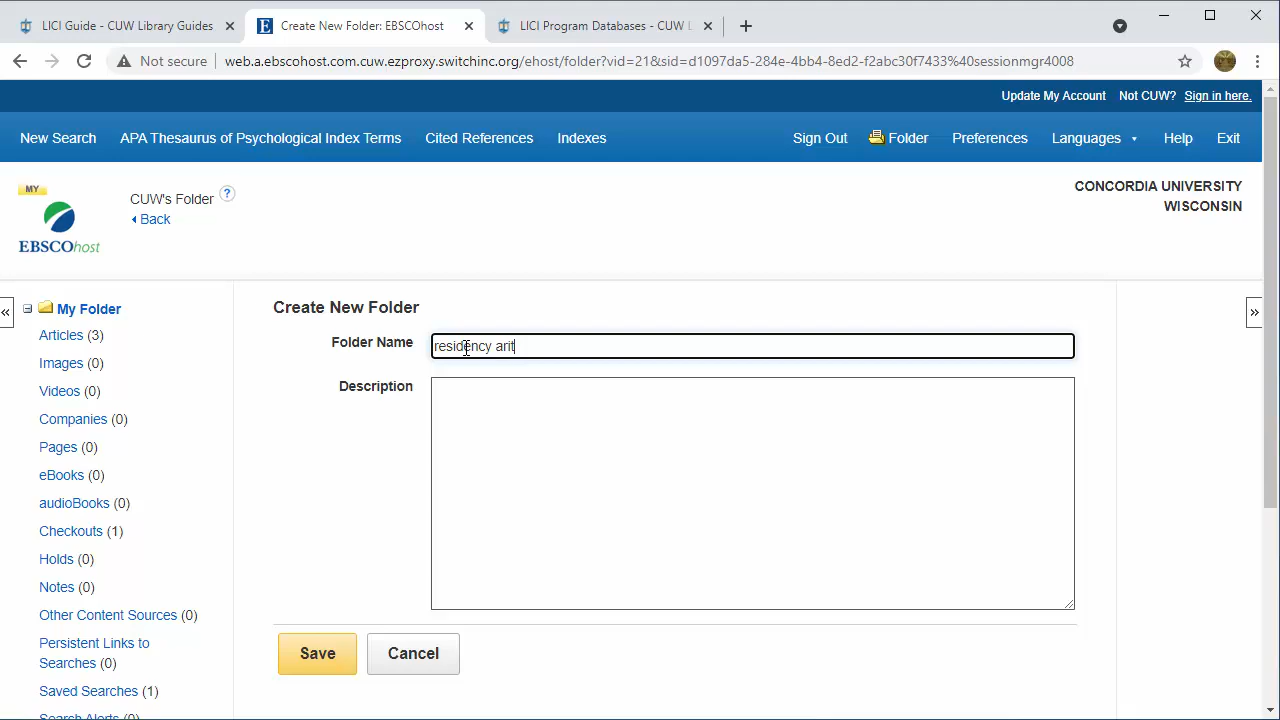 LICI Guide - CUW Library Guides
Create New Folder: EBSCOhost
LICI Program Databases - CUW L
Not secure
web.a.ebscohost.com.cuw.ezproxy.switchinc.org/ehost/folder?vid=21&sid=d1097da2-284e-4bb4-8ed2-f2abc30f7433%40sessionmgr4008
Update My Account Not CUW? Sign in here.
New Search APA Thesaurus of Psychological Index Terms Cited References Indexes Sign Out Folder Preferences Languages Help Exit
MY
EBSCOhost
CUW's Folder ?
Back
CONCORDIA UNIVERSITY
WISCONSIN
My Folder
Articles (3)
Images (0)
Videos (0)
Companies (0)
Pages (0)
eBooks (0)
audioBooks (0)
Checkouts (1)
Holds (0)
Notes (0)
Other Content Sources (0)
Persistent Links to
Searches (0)
Saved Searches (1)
Search Alerts (0)
Create New Folder
Folder Name residency arit
Description
Save Cancel